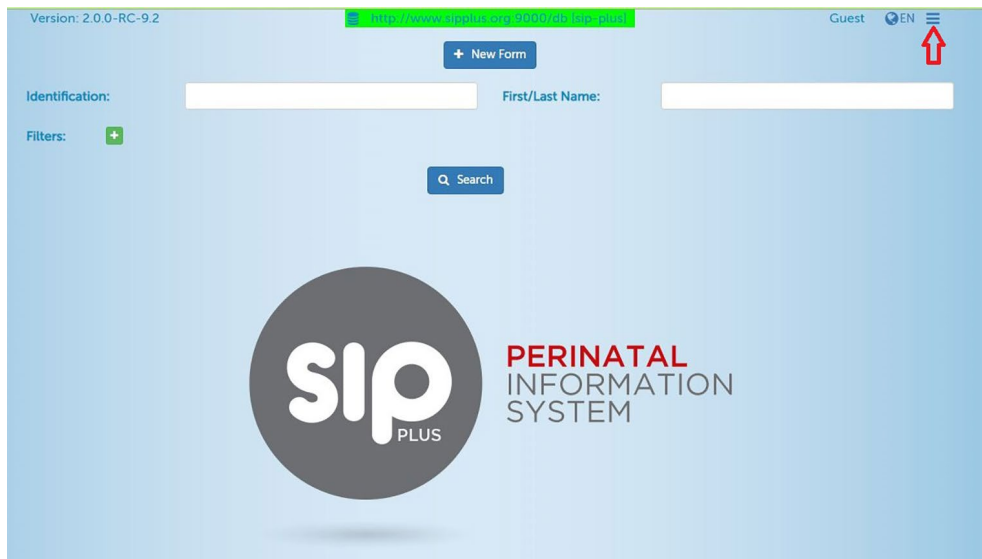 Version: 2.0.0-RC-9.2 http://www.sipplus.org:9000/db [sip-plus] Guest EN
+ New Form
Identification: First/Last Name:
Filters: +
Search
sip
PLUS
PERINATAL
INFORMATION
SYSTEM